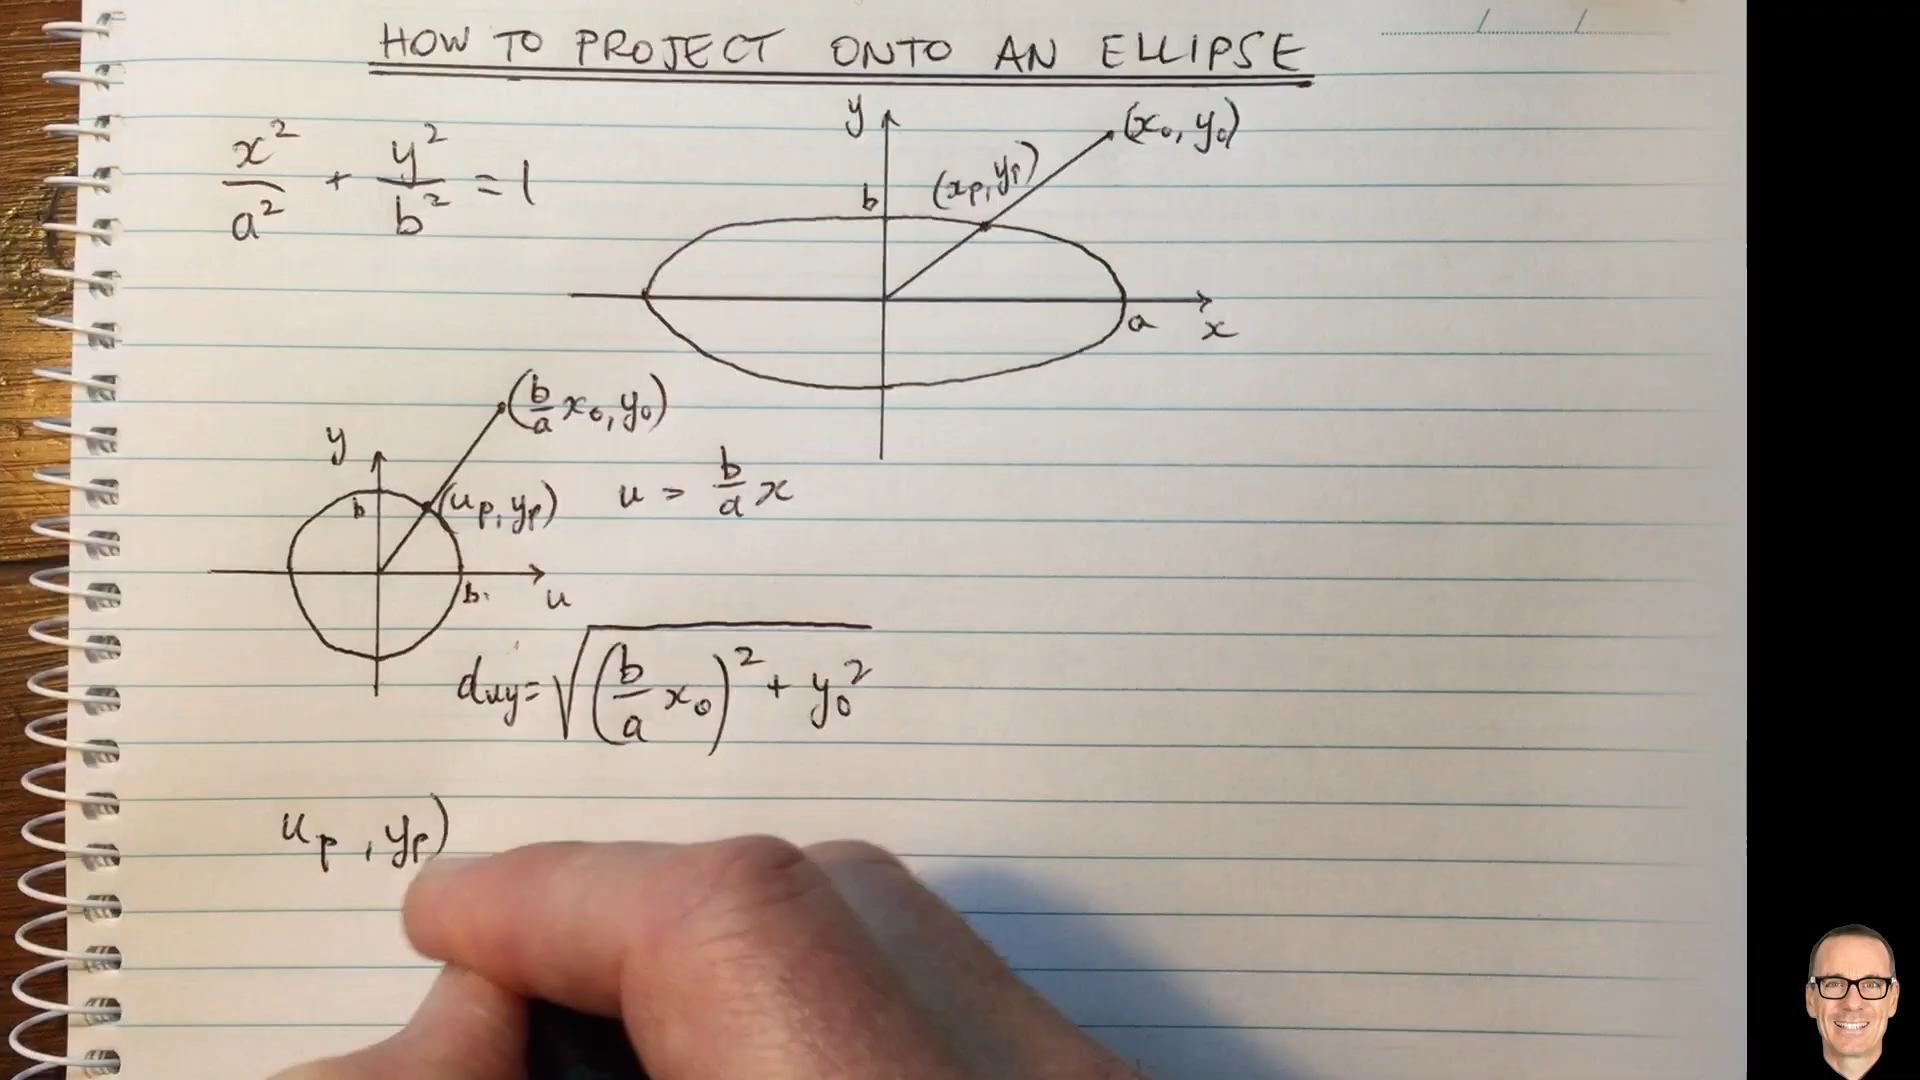 HOW TO PROJECT ONTO AN ELLIPSE
x²/a² + y²/b² = 1
y
(x₀, y₀)
(xₚ, yₚ)
b
a
x
(b/a x₀, y₀)
y
b
(uₚ, yₚ)
u = b/a x
b
u
d_uy = √((b/a x₀)² + y₀²)
uₚ, yₚ)